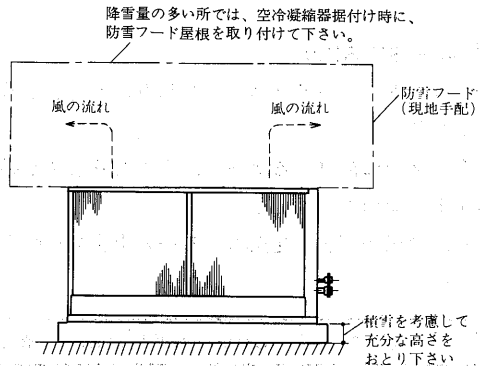 降雪量の多い所では、空冷凝縮器据付け時に、
防雪フード屋根を取り付けて下さい。
風の流れ
風の流れ
防雪フード
(現地手配)
積雪を考慮して
充分な高さを
おとり下さい